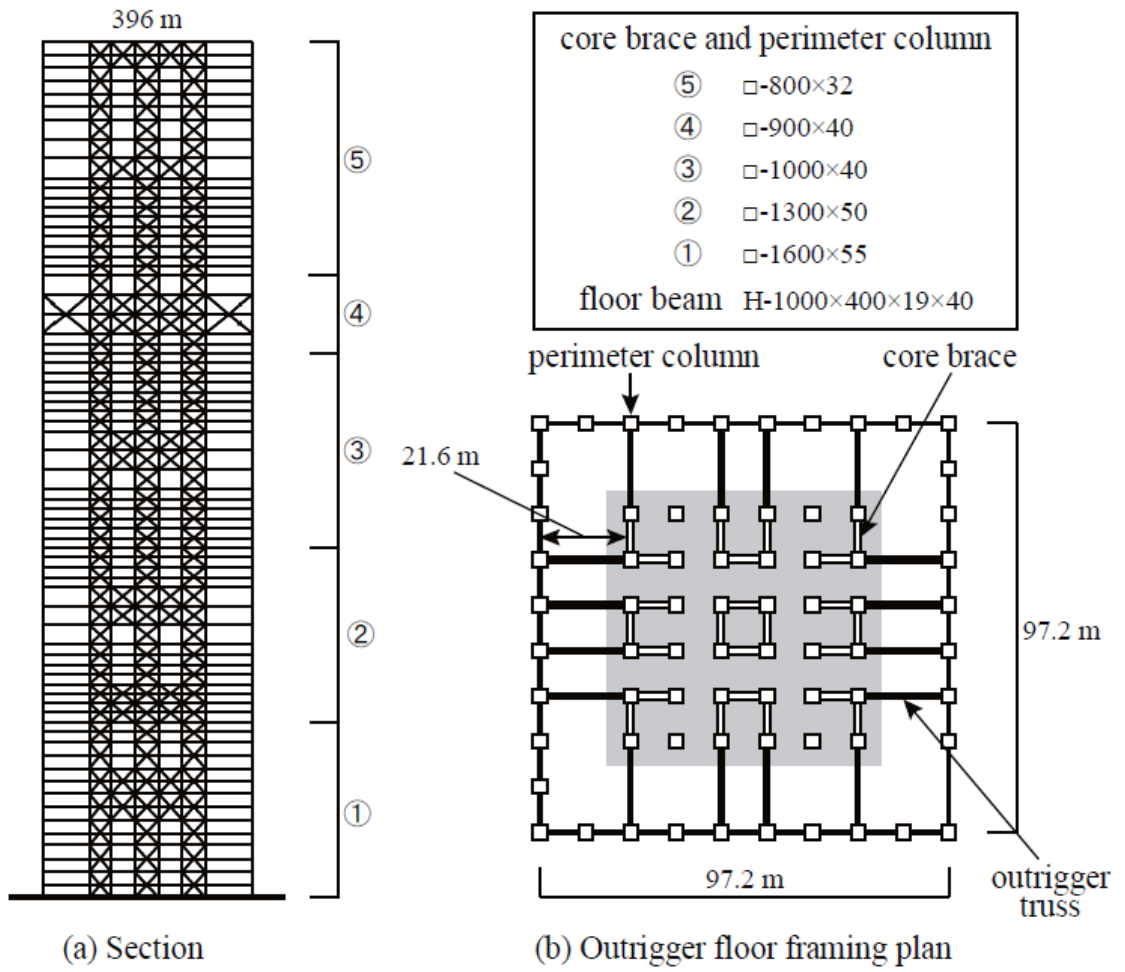 396 m
⑤
④
③
②
①
(a) Section
core brace and perimeter column
⑤ □-800×32
④ □-900×40
③ □-1000×40
② □-1300×50
① □-1600×55
floor beam H-1000×400×19×40
perimeter column
core brace
21.6 m
97.2 m
97.2 m
outrigger
truss
(b) Outrigger floor framing plan